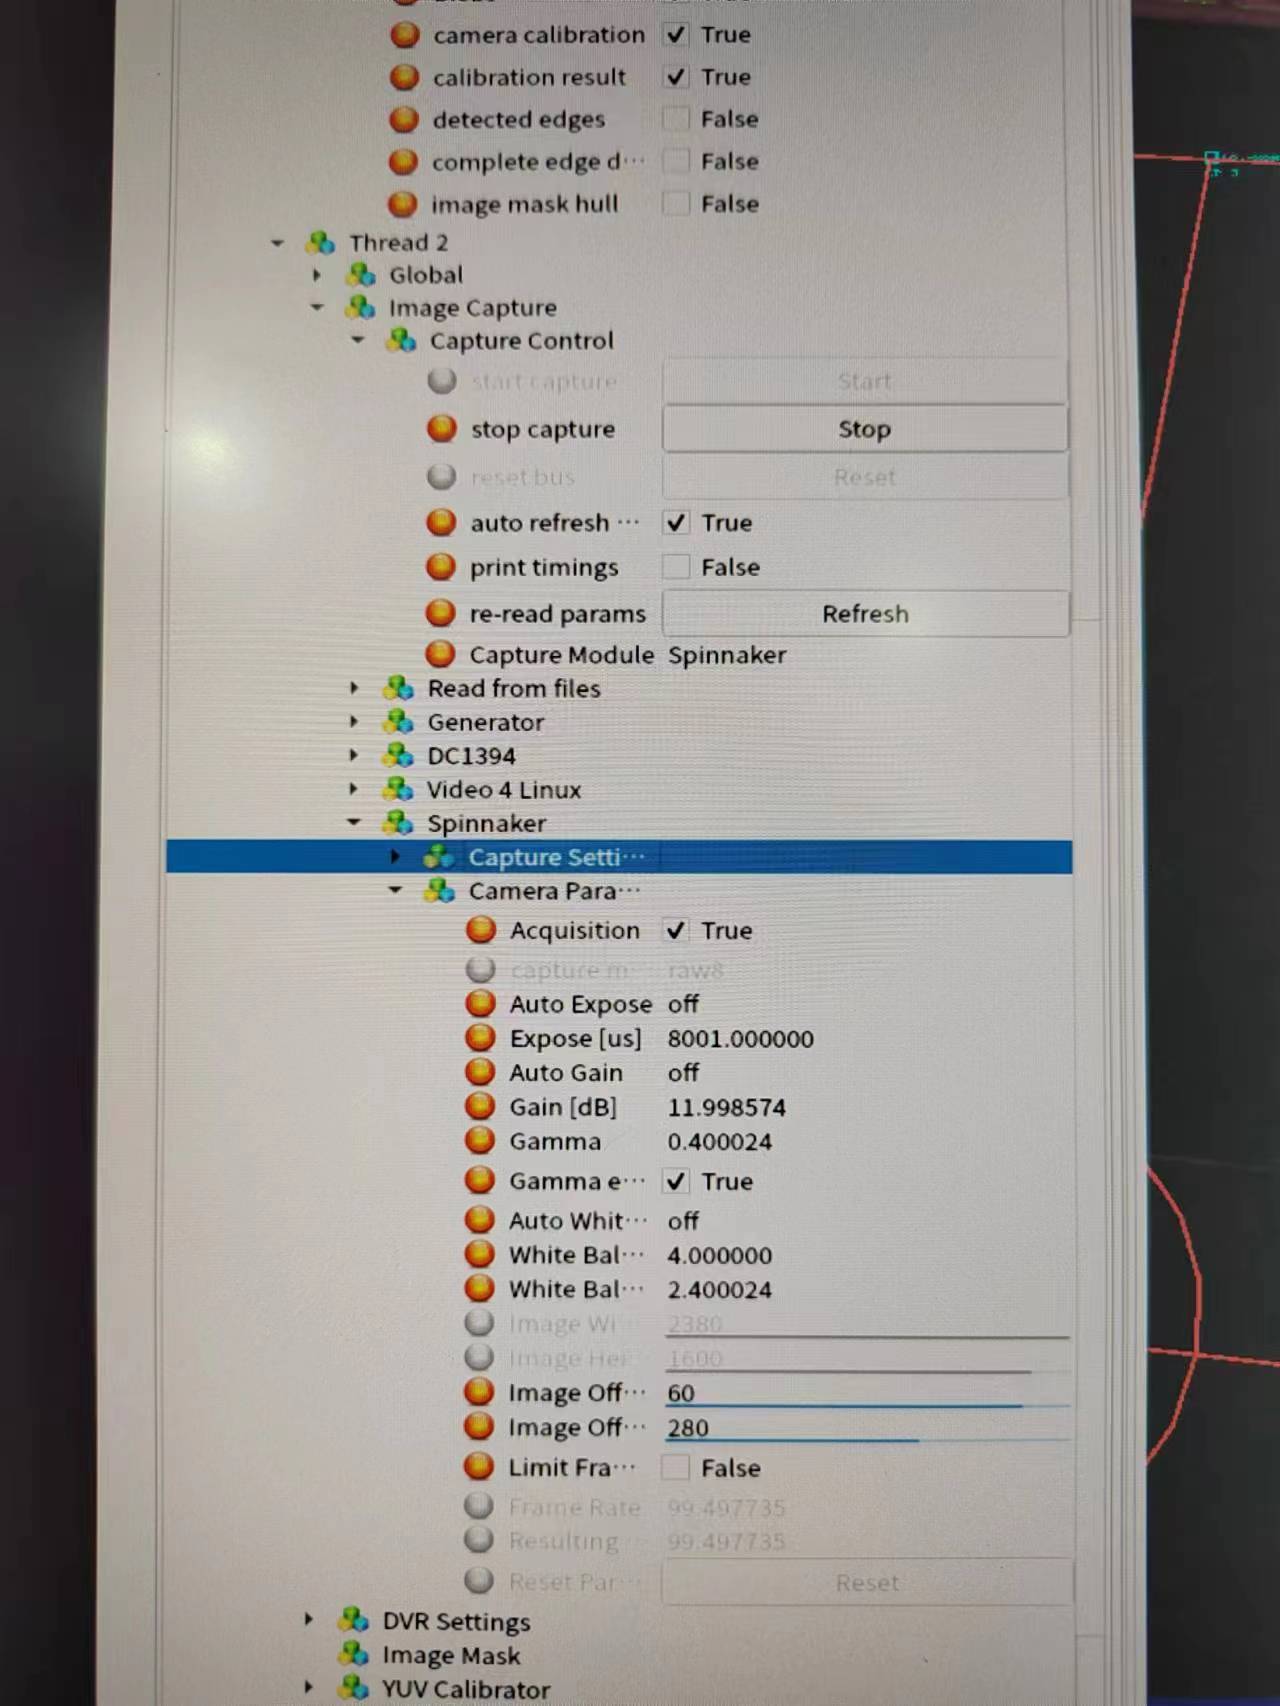 camera calibration ✓ True
calibration result ✓ True
detected edges False
complete edge d··· False
image mask hull False
Thread 2
Global
Image Capture
Capture Control
start capture Start
stop capture Stop
reset bus Reset
auto refresh ··· ✓ True
print timings False
re-read params Refresh
Capture Module Spinnaker
Read from files
Generator
DC1394
Video 4 Linux
Spinnaker
Capture Setti···
Camera Para···
Acquisition ✓ True
capture m··· raw8
Auto Expose off
Expose [us] 8001.000000
Auto Gain off
Gain [dB] 11.998574
Gamma 0.400024
Gamma e··· ✓ True
Auto Whit··· off
White Bal··· 4.000000
White Bal··· 2.400024
Image Wi··· 2380
Image Hei··· 1600
Image Off··· 60
Image Off··· 280
Limit Fra··· False
Frame Rate 99.497735
Resulting ··· 99.497735
Reset Par··· Reset
DVR Settings
Image Mask
YUV Calibrator